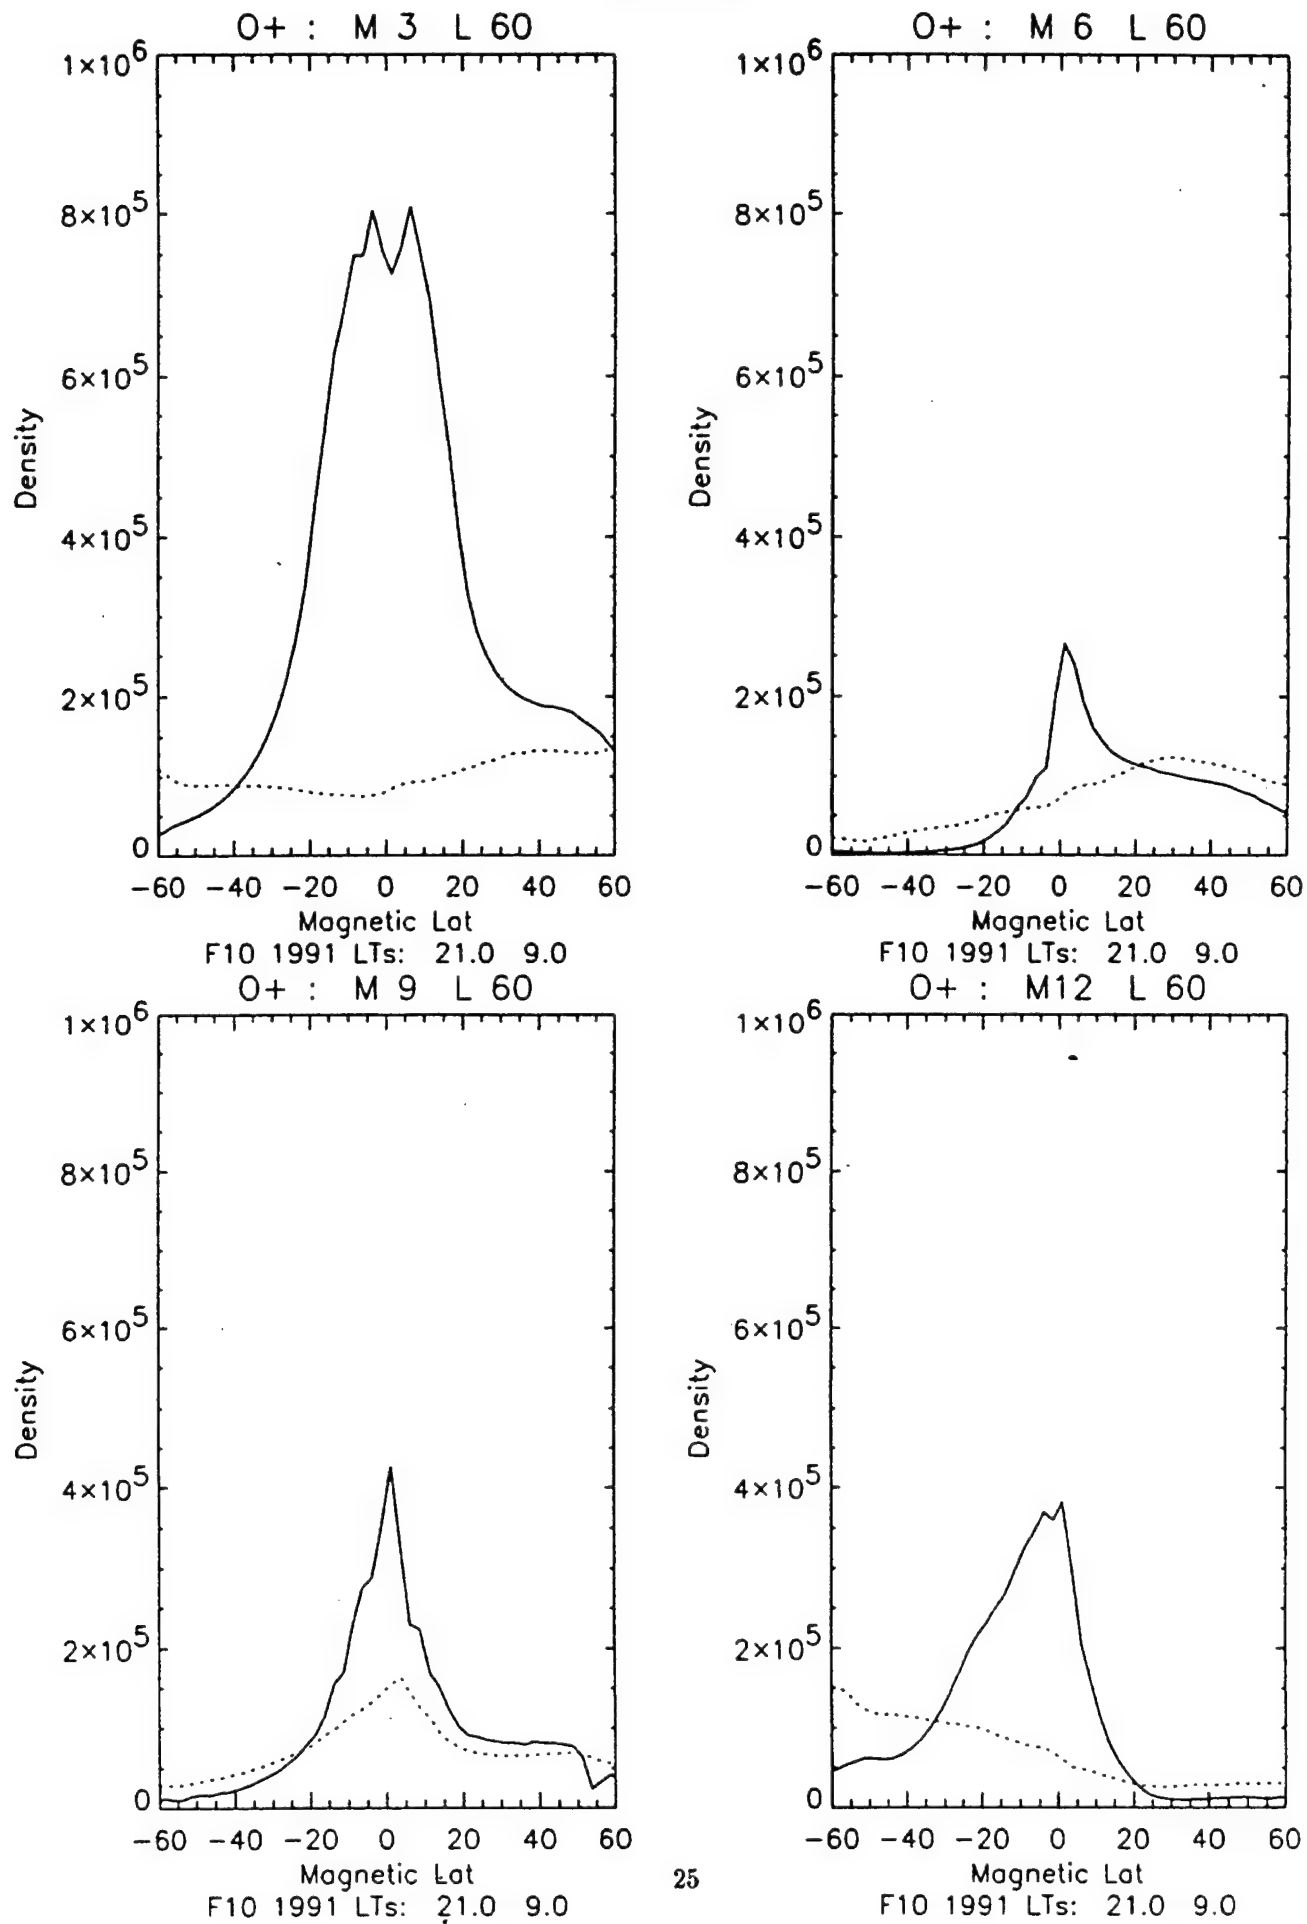 O+ : M 3 L 60
1×10^6
8×10^5
6×10^5
4×10^5
2×10^5
0
Density
-60 -40 -20 0 20 40 60
Magnetic Lat
F10 1991 LTs: 21.0 9.0
O+ : M 6 L 60
1×10^6
8×10^5
6×10^5
4×10^5
2×10^5
0
Density
-60 -40 -20 0 20 40 60
Magnetic Lat
F10 1991 LTs: 21.0 9.0
O+ : M 9 L 60
1×10^6
8×10^5
6×10^5
4×10^5
2×10^5
0
Density
-60 -40 -20 0 20 40 60
Magnetic Lat
F10 1991 LTs: 21.0 9.0
O+ : M12 L 60
1×10^6
8×10^5
6×10^5
4×10^5
2×10^5
0
Density
-60 -40 -20 0 20 40 60
Magnetic Lat
F10 1991 LTs: 21.0 9.0
25